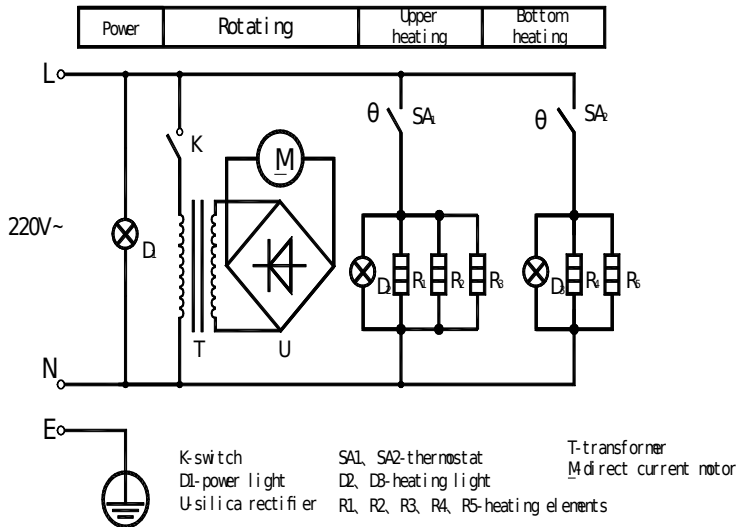 Power Rotating Upper heating Bottom heating
L
θ SA₁ θ SA₂
K
M
220V~
D₁ D₂ R₁ R₂ R₃ D₃ R₄ R₅
T U
N
E
K-switch SA1、SA2-thermostat T-transformer
D1-power light D2、D3-heating light M-direct current motor
U-silica rectifier R1、R2、R3、R4、R5-heating elements